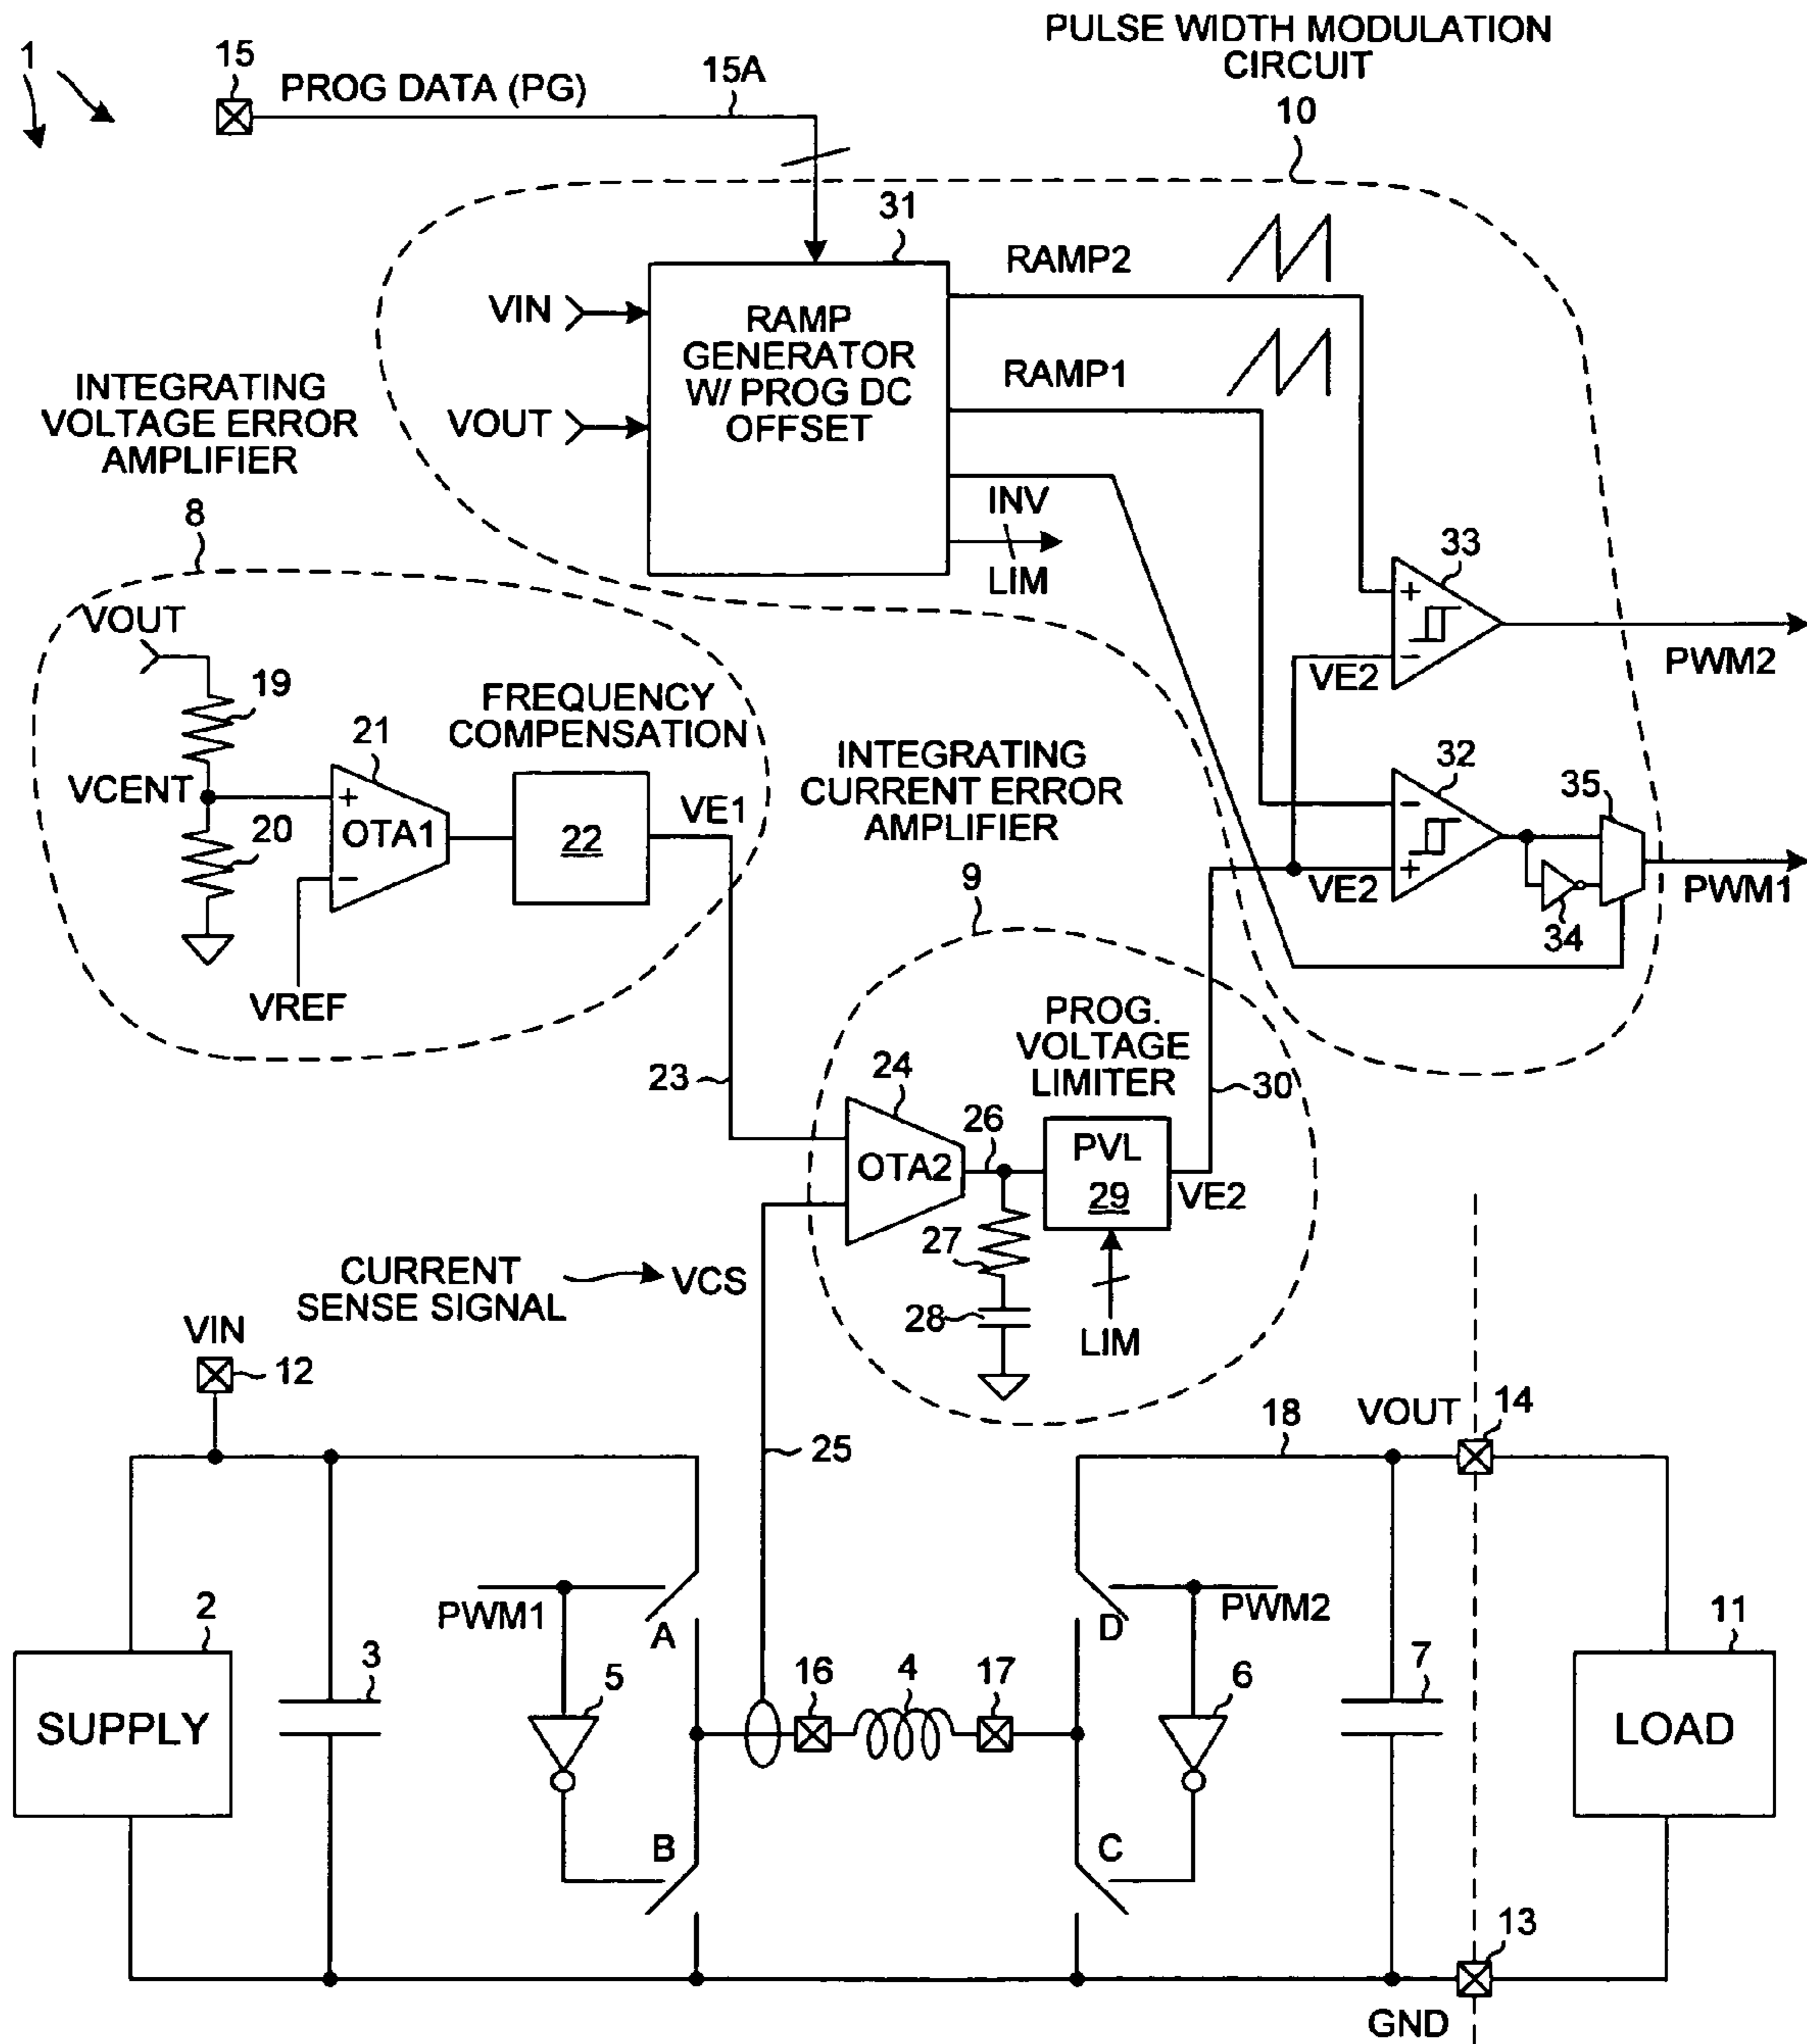 PULSE WIDTH MODULATION
CIRCUIT
10
1
15
PROG DATA (PG)
15A
31
RAMP2
VIN
RAMP
GENERATOR
W/ PROG DC
OFFSET
RAMP1
VOUT
INTEGRATING
VOLTAGE ERROR
AMPLIFIER
8
INV
LIM
33
+
−
VE2
PWM2
VOUT
19
FREQUENCY
COMPENSATION
21
VCENT
+
OTA1
−
20
22
VE1
VREF
INTEGRATING
CURRENT ERROR
AMPLIFIER
9
32
−
+
VE2
35
34
PWM1
PROG.
VOLTAGE
LIMITER
23
24
OTA2
26
PVL
29
30
VE2
27
28
LIM
CURRENT
SENSE SIGNAL
VCS
VIN
12
25
18
VOUT
14
PWM1
A
D
PWM2
2
SUPPLY
3
5
16
4
17
6
7
11
LOAD
B
C
13
GND